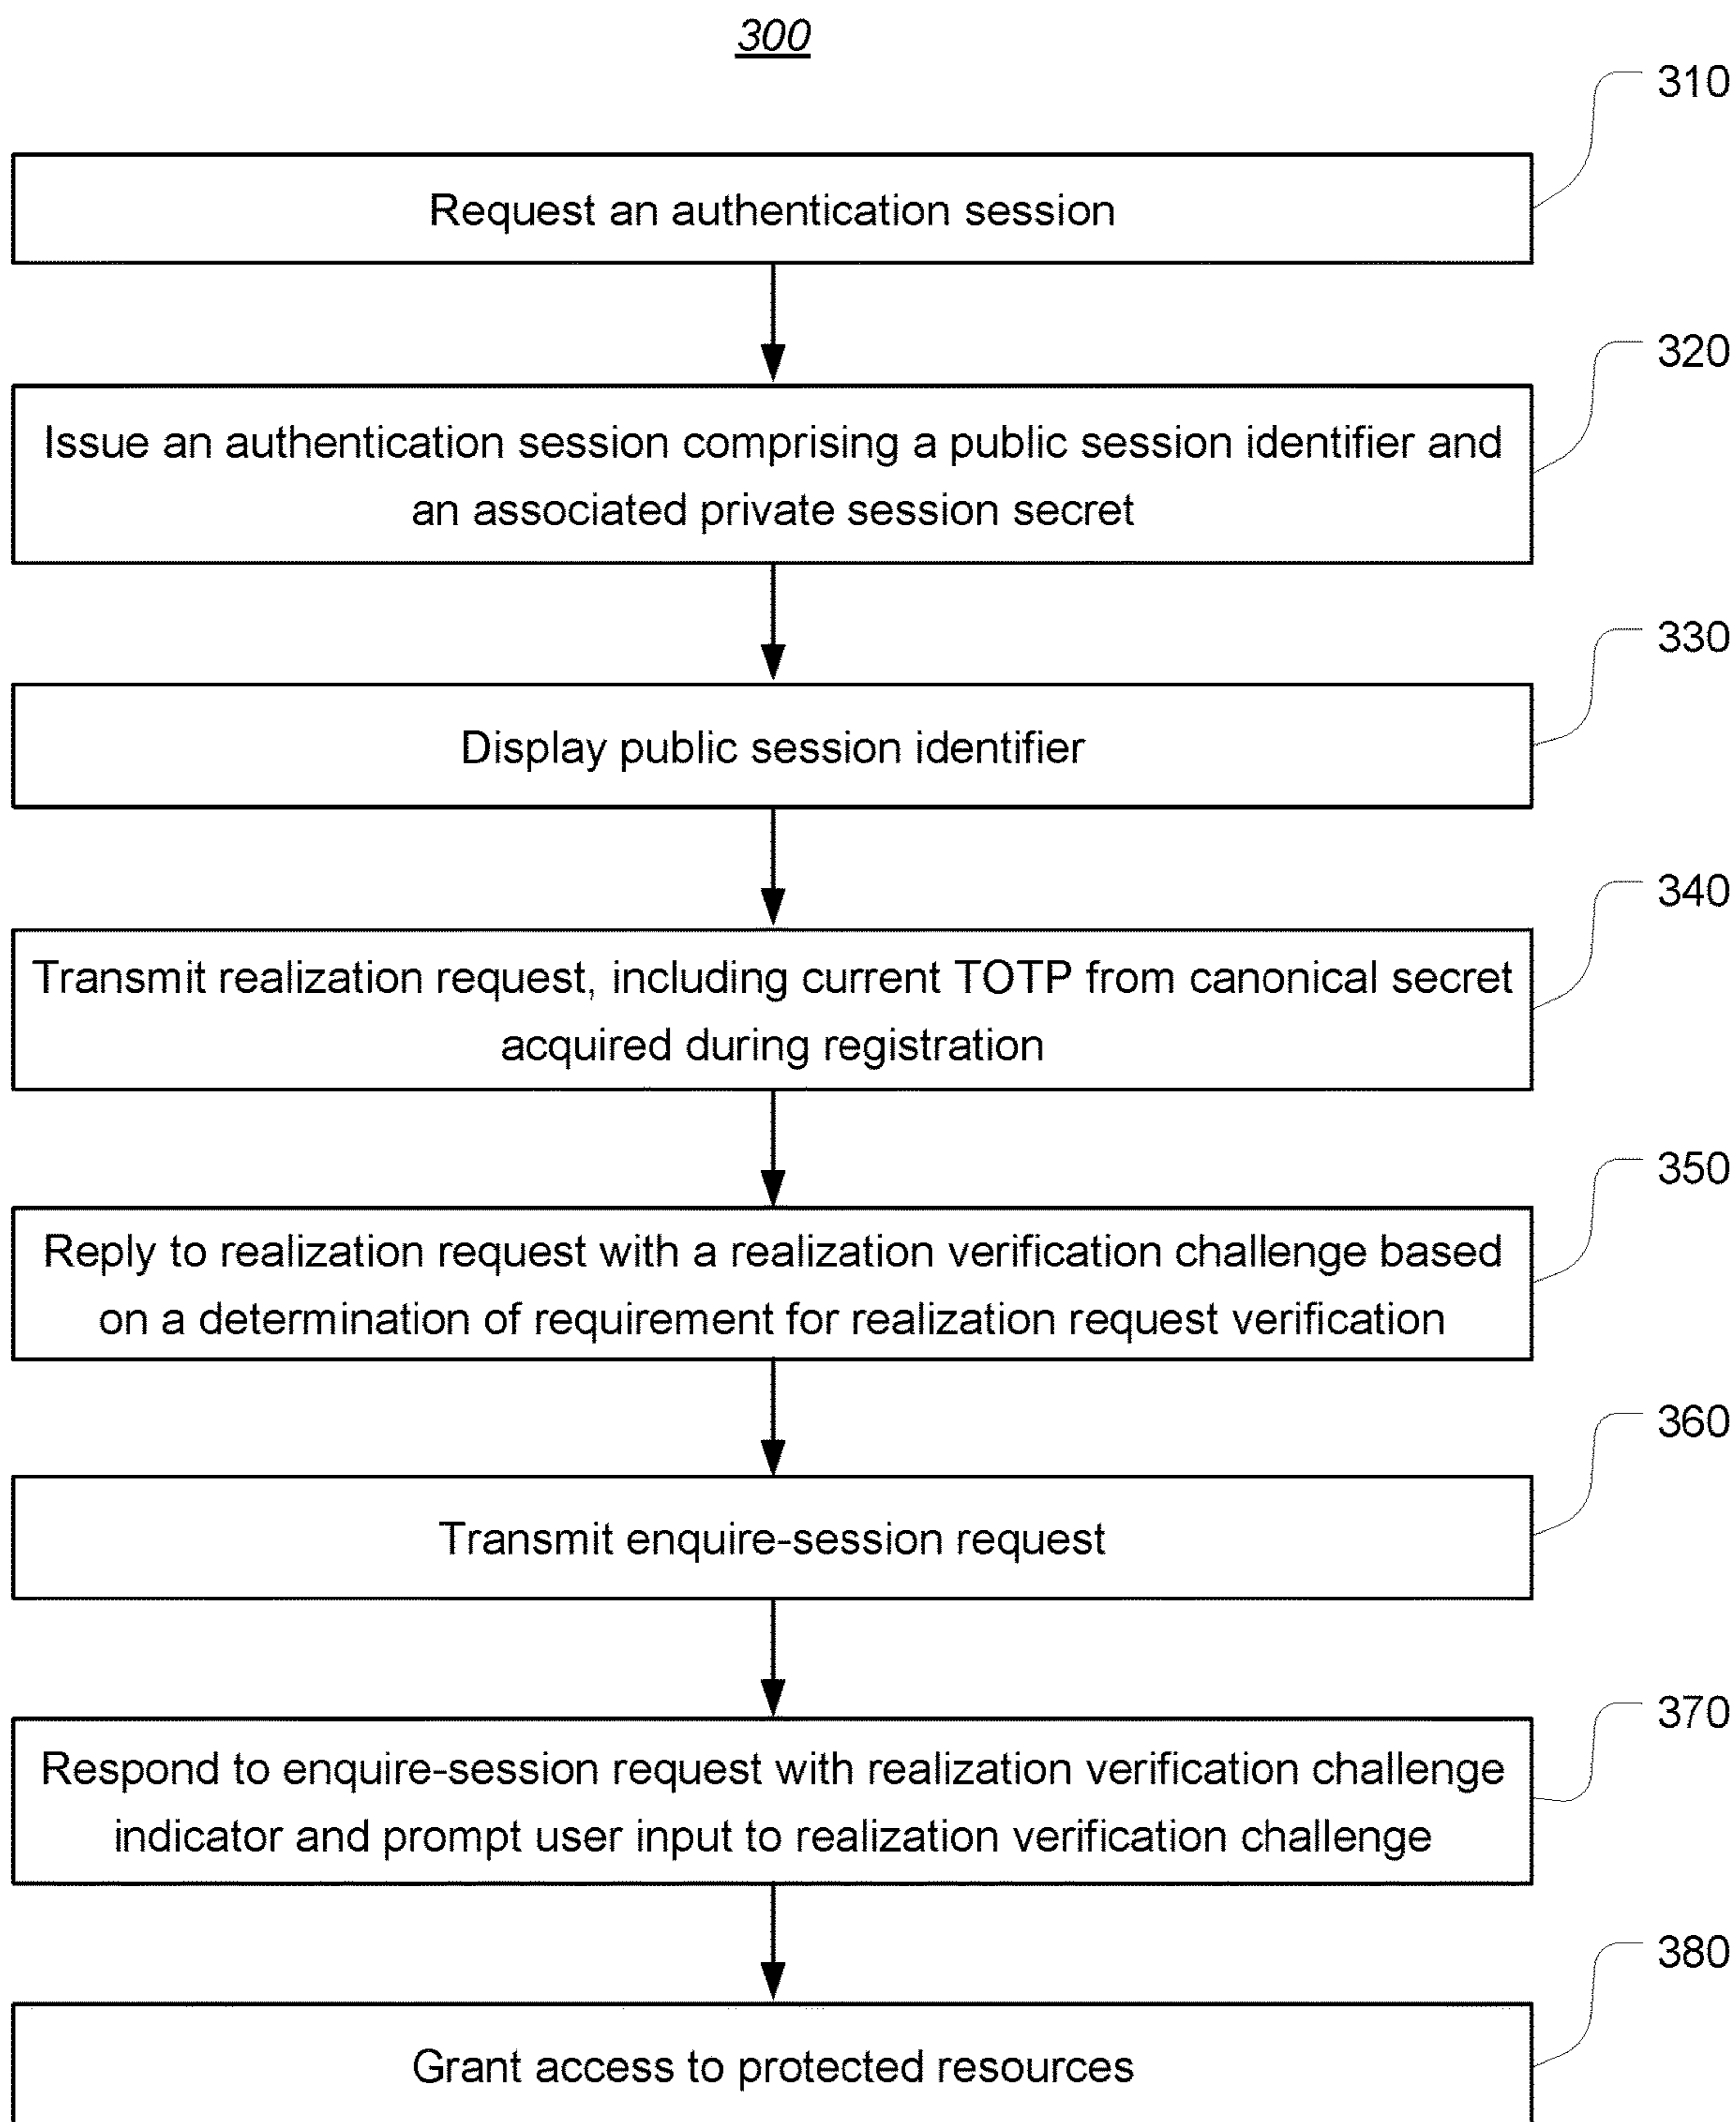 300
310
Request an authentication session
320
Issue an authentication session comprising a public session identifier and
an associated private session secret
330
Display public session identifier
340
Transmit realization request, including current TOTP from canonical secret
acquired during registration
350
Reply to realization request with a realization verification challenge based
on a determination of requirement for realization request verification
360
Transmit enquire-session request
370
Respond to enquire-session request with realization verification challenge
indicator and prompt user input to realization verification challenge
380
Grant access to protected resources